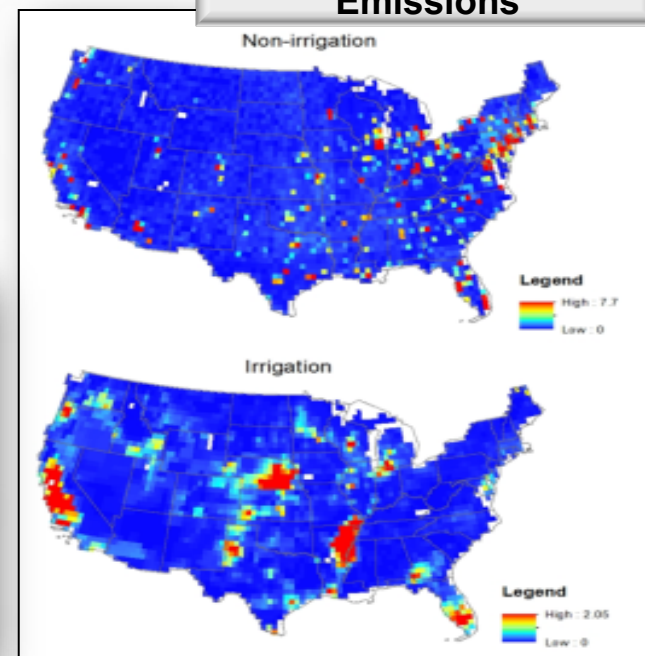 Emissions
Non-irrigation
Legend
High : 7.7
Low : 0
Irrigation
Legend
High : 2.05
Low : 0